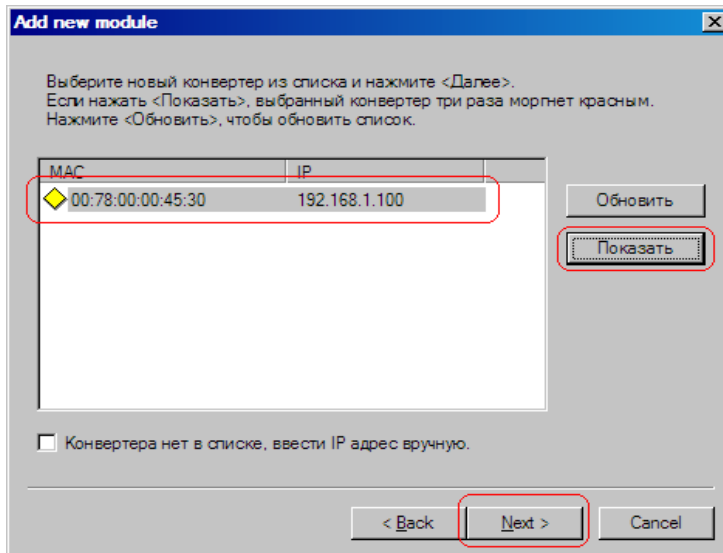 Add new module
Выберите новый конвертер из списка и нажмите <Далее>.
Если нажать <Показать>, выбранный конвертер три раза моргнет красным.
Нажмите <Обновить>, чтобы обновить список.
MAC IP
00:78:00:00:45:30 192.168.1.100
Обновить
Показать
Конвертера нет в списке, ввести IP адрес вручную.
< Back Next > Cancel